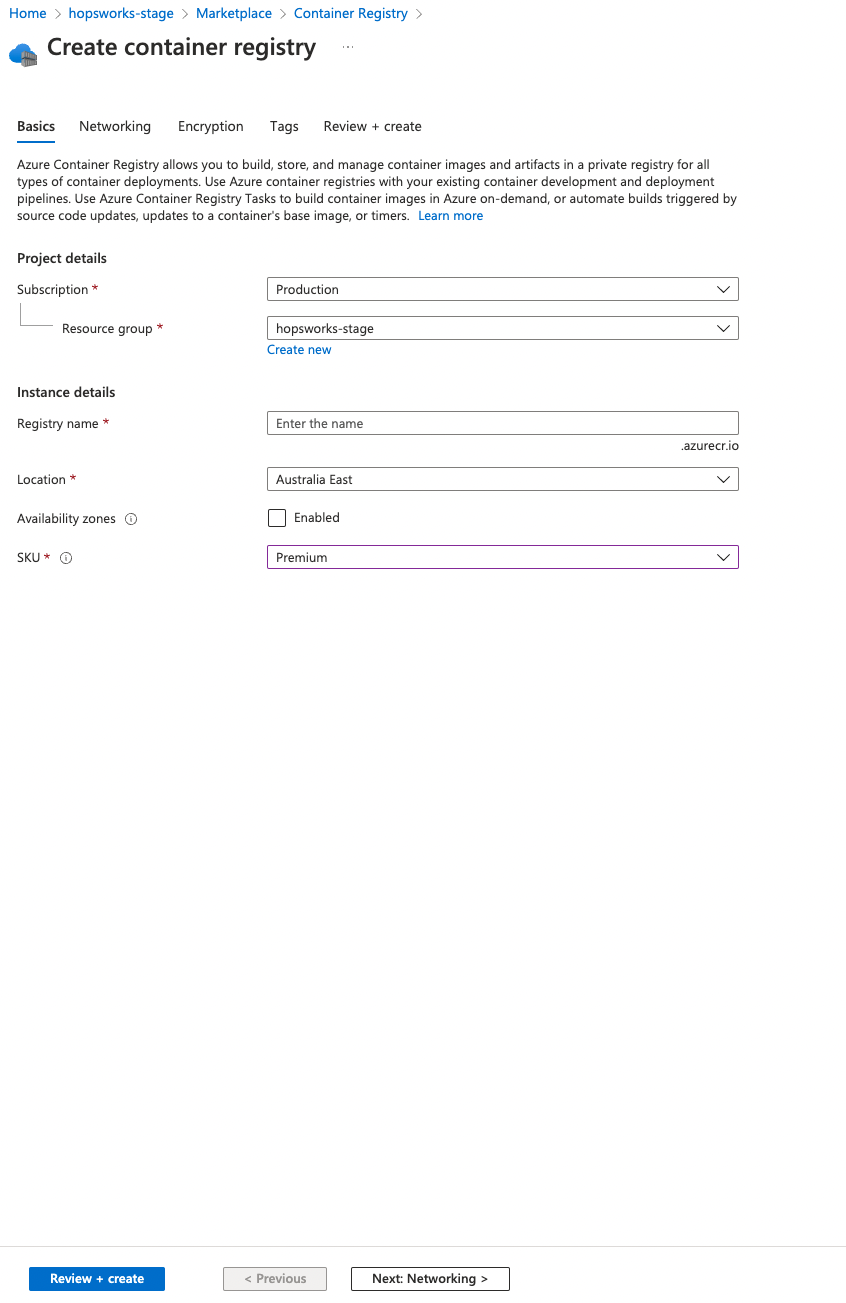 Home > hopsworks-stage > Marketplace > Container Registry >
Create container registry ...
Basics Networking Encryption Tags Review + create
Azure Container Registry allows you to build, store, and manage container images and artifacts in a private registry for all
types of container deployments. Use Azure container registries with your existing container development and deployment
pipelines. Use Azure Container Registry Tasks to build container images in Azure on-demand, or automate builds triggered by
source code updates, updates to a container's base image, or timers. Learn more
Project details
Subscription * Production
Resource group * hopsworks-stage
Create new
Instance details
Registry name * Enter the name
.azurecr.io
Location * Australia East
Availability zones Enabled
SKU * Premium
Review + create < Previous Next: Networking >